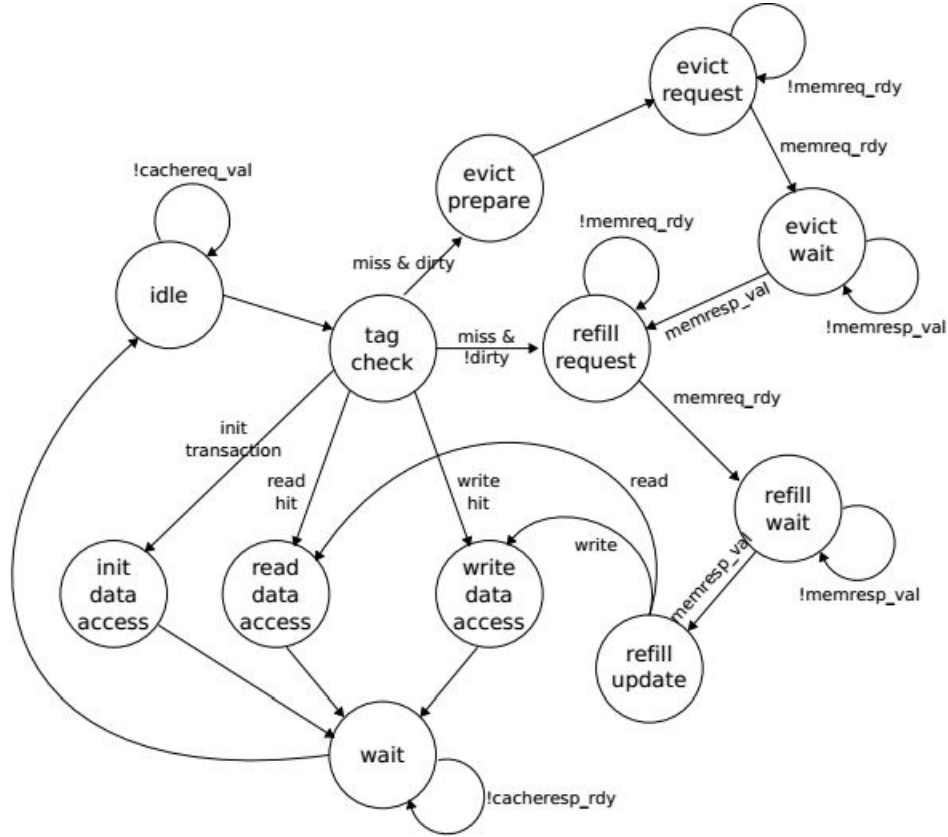 evict
request
!memreq_rdy
memreq_rdy
!cachereq_val
evict
prepare
evict
wait
!memreq_rdy
miss & dirty
idle
memresp_val
!memresp_val
tag
check
miss &
!dirty
refill
request
memreq_rdy
init
transaction
read
hit
write
hit
read
refill
wait
write
memresp_val
!memresp_val
init
data
access
read
data
access
write
data
access
refill
update
wait
!cacheresp_rdy